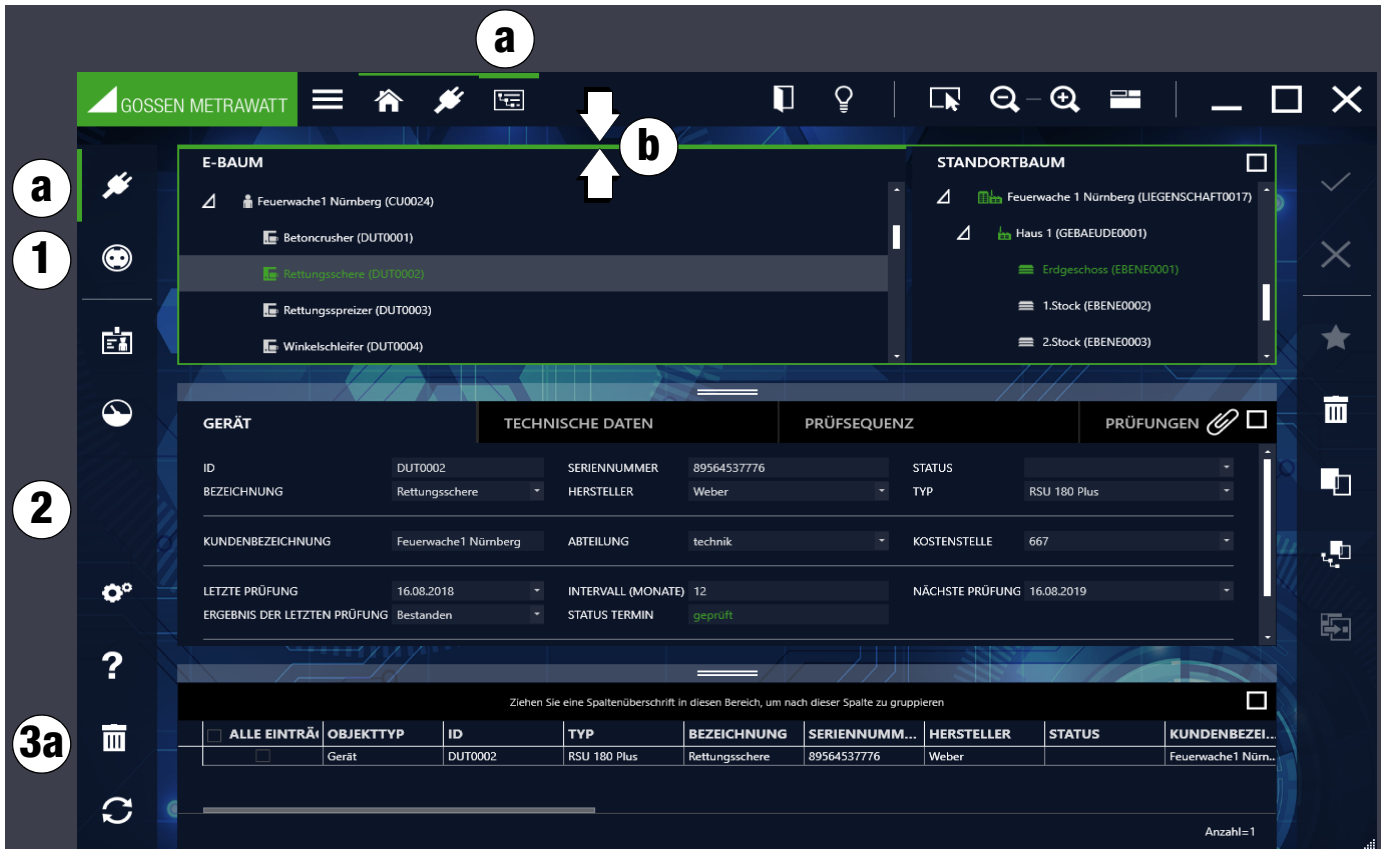 a
GOSSEN METRAWATT
b
E-BAUM
STANDORTBAUM
a
Feuerwache1 Nürnberg (CU0024)
Feuerwache 1 Nürnberg (LIEGENSCHAFT0017)
1
Betoncrusher (DUT0001)
Haus 1 (GEBAEUDE0001)
Rettungsschere (DUT0002)
Erdgeschoss (EBENE0001)
Rettungsspreizer (DUT0003)
1.Stock (EBENE0002)
Winkelschleifer (DUT0004)
2.Stock (EBENE0003)
GERÄT TECHNISCHE DATEN PRÜFSEQUENZ PRÜFUNGEN
ID DUT0002 SERIENNUMMER 89564537776 STATUS
BEZEICHNUNG Rettungsschere HERSTELLER Weber TYP RSU 180 Plus
2
KUNDENBEZEICHNUNG Feuerwache1 Nürnberg ABTEILUNG technik KOSTENSTELLE 667
LETZTE PRÜFUNG 16.08.2018 INTERVALL (MONATE) 12 NÄCHSTE PRÜFUNG 16.08.2019
ERGEBNIS DER LETZTEN PRÜFUNG Bestanden STATUS TERMIN geprüft
?
Ziehen Sie eine Spaltenüberschrift in diesen Bereich, um nach dieser Spalte zu gruppieren
3a
ALLE EINTRÄ OBJEKTTYP ID TYP BEZEICHNUNG SERIENNUMM... HERSTELLER STATUS KUNDENBEZEI...
Gerät DUT0002 RSU 180 Plus Rettungsschere 89564537776 Weber Feuerwache1 Nürn..
Anzahl=1